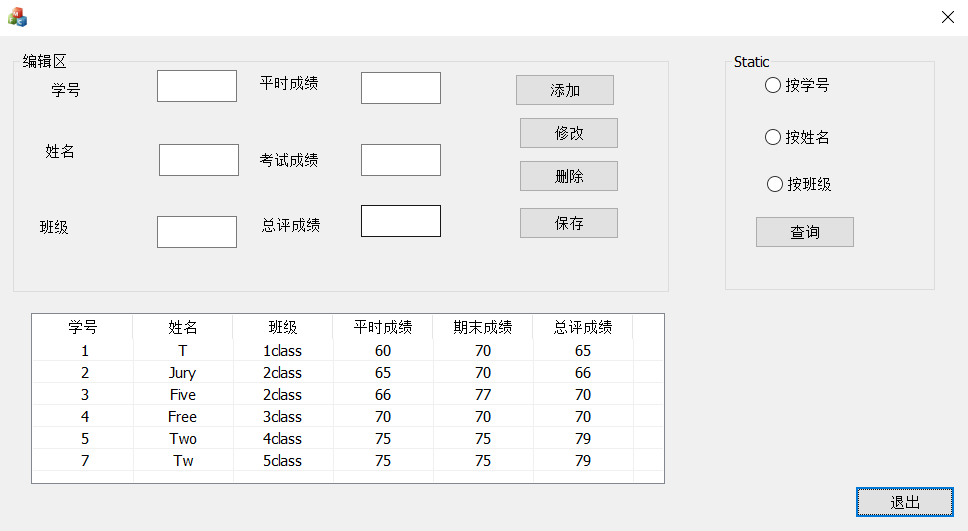 编辑区
学号
平时成绩
添加
姓名
考试成绩
修改
删除
班级
总评成绩
保存
Static
按学号
按姓名
按班级
查询
学号 姓名 班级 平时成绩 期末成绩 总评成绩
1 T 1class 60 70 65
2 Jury 2class 65 70 66
3 Five 2class 66 77 70
4 Free 3class 70 70 70
5 Two 4class 75 75 79
7 Tw 5class 75 75 79
退出